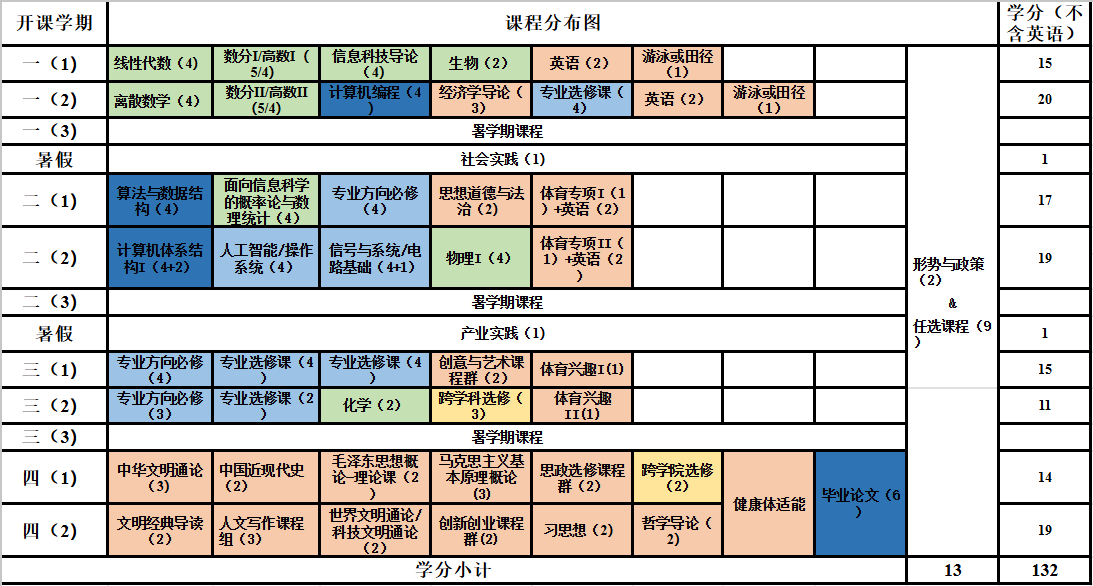 开课学期
课程分布图
学分（不
含英语）
一（1）
线性代数（4）
数分I/高数I（
5/4）
信息科技导论
（4）
生物（2）
英语（2）
游泳或田径
（1）
15
一（2）
离散数学（4）
数分II/高数II
(5/4)
计算机编程（4
）
经济学导论（
3）
专业选修课（
4）
英语（2）
游泳或田径
（1）
20
一（3）
暑学期课程
暑假
社会实践（1）
1
二（1）
算法与数据结
构（4）
面向信息科学
的概率论与数
理统计（4）
专业方向必修
（4）
思想道德与法
治（2）
体育专项I（1
）+英语（2）
17
二（2）
计算机体系结
构I（4+2）
人工智能/操作
系统（4）
信号与系统/电
路基础（4+1）
物理I（4）
体育专项II（
1）+英语（2
）
19
形势与政策
（2）
&
任选课程（9
）
二（3）
暑学期课程
暑假
产业实践（1）
1
三（1）
专业方向必修
（4）
专业选修课（4
）
专业选修课（4
）
创意与艺术课
程群（2）
体育兴趣I(1)
15
三（2）
专业方向必修
（3）
专业选修课（2
）
化学（2）
跨学科选修（
3）
体育兴趣
II(1)
11
三（3）
暑学期课程
四（1）
中华文明通论
（3）
中国近现代史
（2）
毛泽东思想概
论-理论课（2
）
马克思主义基
本原理概论
(3)
思政选修课程
群（2）
跨学院选修
（2）
健康体适能
毕业论文（6
）
14
四（2）
文明经典导读
（2）
人文写作课程
组（3）
世界文明通论/
科技文明通论
（2）
创新创业课程
群(2)
习思想（2）
哲学导论（
2）
19
学分小计
13
132